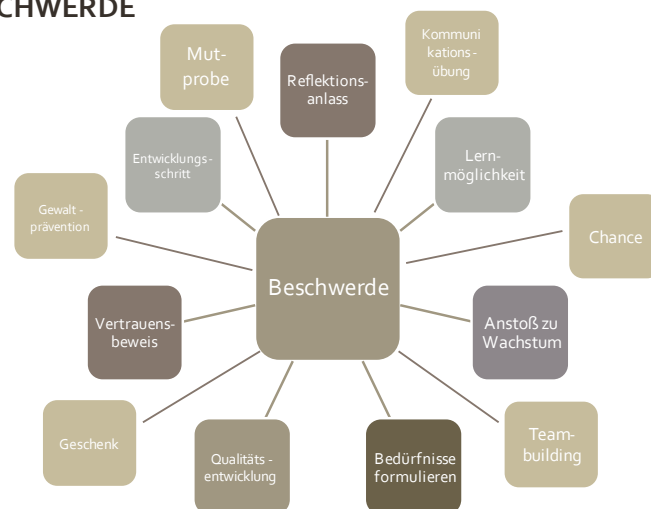 CHWERDE
Mut-
probe
Reflektions-
anlass
Kommuni
kations-
übung
Entwicklungs-
schritt
Lern-
möglichkeit
Gewalt -
prävention
Chance
Beschwerde
Vertrauens-
beweis
Anstoß zu
Wachstum
Geschenk
Qualitäts -
entwicklung
Bedürfnisse
formulieren
Team-
building